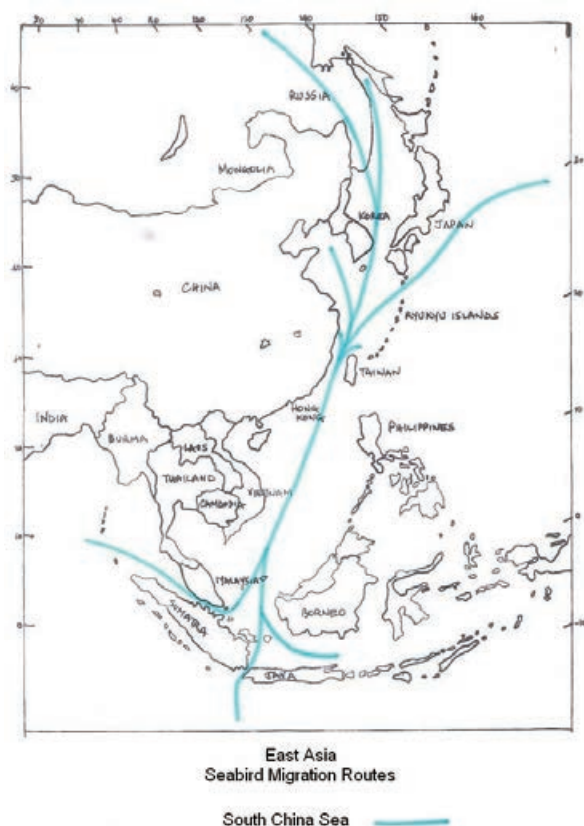 RUSSIA
MONGOLIA
KOREA
JAPAN
CHINA
RYUKYU ISLANDS
TAIWAN
INDIA
HONG
KONG
BURMA
PHILIPPINES
LAOS
THAILAND
VIETNAM
CAMBODIA
MALAYSIA
SUMATRA
BORNEO
JAVA
East Asia
Seabird Migration Routes
South China Sea